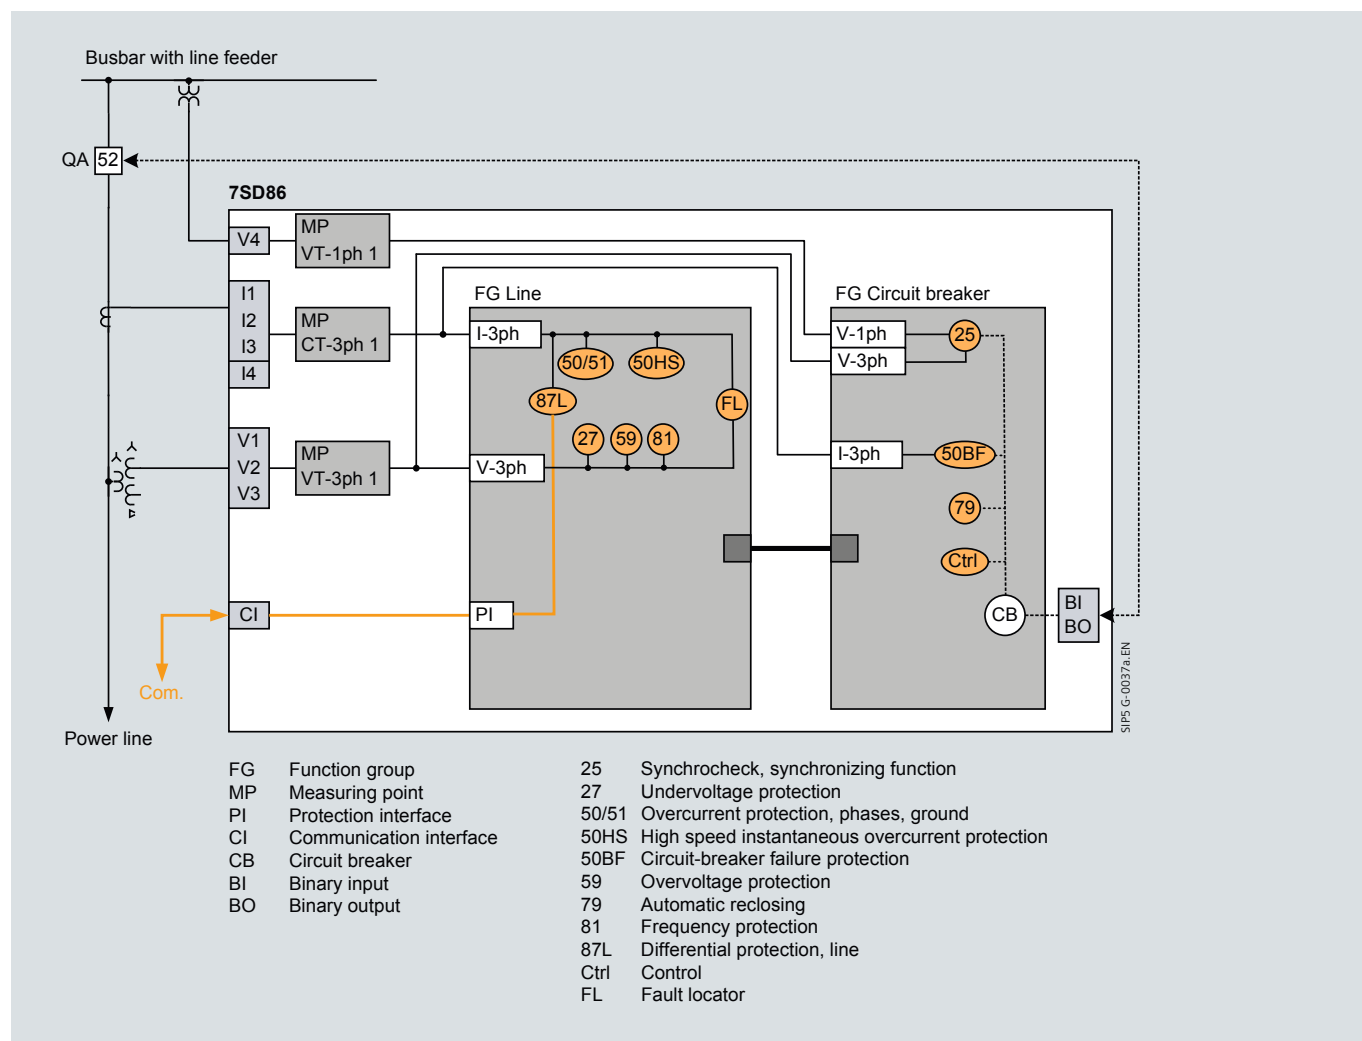 Busbar with line feeder
QA 52
7SD86
V4
MP
VT-1ph 1
I1
I2
I3
I4
MP
CT-3ph 1
V1
V2
V3
MP
VT-3ph 1
CI
Com.
Power line
FG Line
I-3ph
50/51
50HS
87L
FL
27
59
81
V-3ph
PI
FG Circuit breaker
V-1ph
25
V-3ph
I-3ph
50BF
79
Ctrl
CB
BI
BO
SIP5 G-0037a.EN
FG Function group
MP Measuring point
PI Protection interface
CI Communication interface
CB Circuit breaker
BI Binary input
BO Binary output
25 Synchrocheck, synchronizing function
27 Undervoltage protection
50/51 Overcurrent protection, phases, ground
50HS High speed instantaneous overcurrent protection
50BF Circuit-breaker failure protection
59 Overvoltage protection
79 Automatic reclosing
81 Frequency protection
87L Differential protection, line
Ctrl Control
FL Fault locator